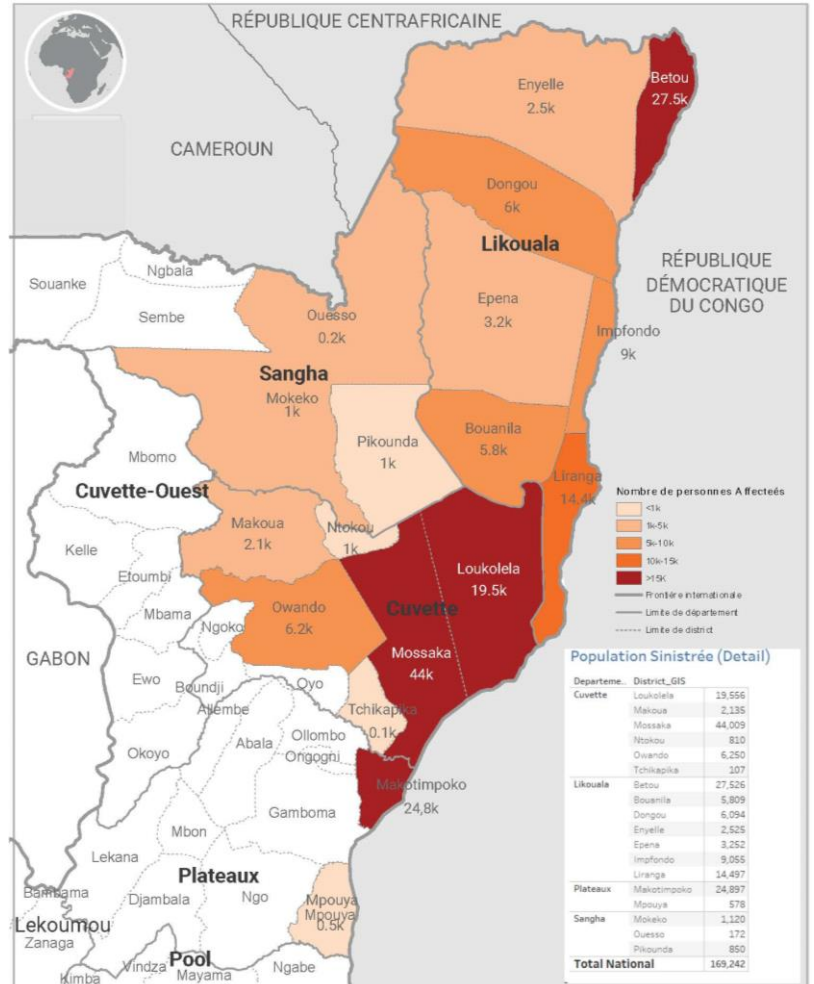 RÉPUBLIQUE CENTRAFRICAINE
Betou
27.5k
Enyelle
2.5k
CAMEROUN
Dongou
6k
Likouala
RÉPUBLIQUE
DÉMOCRATIQUE
DU CONGO
Souanke
Ngbala
Sembe
Epena
3.2k
Ouesso
0.2k
Impfondo
9k
Sangha
Mokeko
1k
Pikounda
1k
Bouanila
5.8k
Mbomo
Cuvette-Ouest
Liranga
14.4k
Makoua
2.1k
Ntokou
1k
Kelle
Etoumbi
Mbama
Loukolela
19.5k
Owando
6.2k
Cuvette
Ngoko
Mossaka
44k
GABON
Ewo
Boundji
Oyo
Allembe
Tchikapika
0.1k
Okoyo
Abala
Ollombo
Ongogni
Makotimpoko
24,8k
Gamboma
Mbon
Lekana
Plateaux
Bambama
Djambala
Ngo
Mpouya
Mpouya
0.5k
Lekoumou
Zanaga
Pool
Vindza
Mayama
Ngabe
Kimba
Nombre de personnes Affecteés
<1k
1k-5k
5k-10k
10k-15k
>15K
Frontière internationale
Limite de département
Limite de district
Population Sinistrée (Detail)
Departeme.. District_GIS
Cuvette Loukolela 19,556
Makoua 2,135
Mossaka 44,009
Ntokou 810
Owando 6,250
Tchikapika 107
Likouala Betou 27,526
Bouanila 5,809
Dongou 6,094
Enyelle 2,525
Epena 3,252
Impfondo 9,055
Liranga 14,497
Plateaux Makotimpoko 24,897
Mpouya 578
Sangha Mokeko 1,120
Ouesso 172
Pikounda 850
Total National 169,242